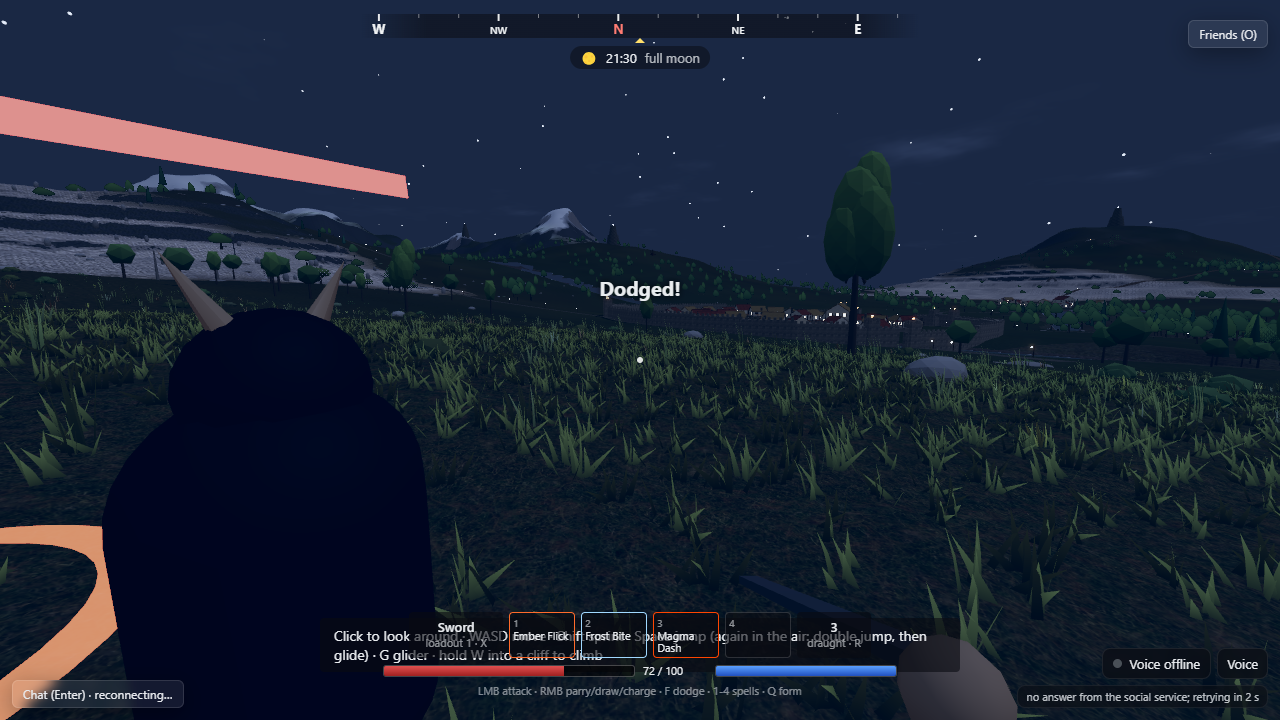 W NW N NE E
Friends (O)
21:30 full moon
Dodged!
Sword
loadout 1 · X
1
Ember Flick
2
Frost Bite
3
Magma
Dash
4
3
draught · R
Click to look around · WASD
(again in the air: double jump, then
glide) · G glider · hold W into a cliff to climb
72 / 100
LMB attack · RMB parry/draw/charge · F dodge · 1-4 spells · Q form
Voice offline
Voice
Chat (Enter) · reconnecting...
no answer from the social service; retrying in 2 s